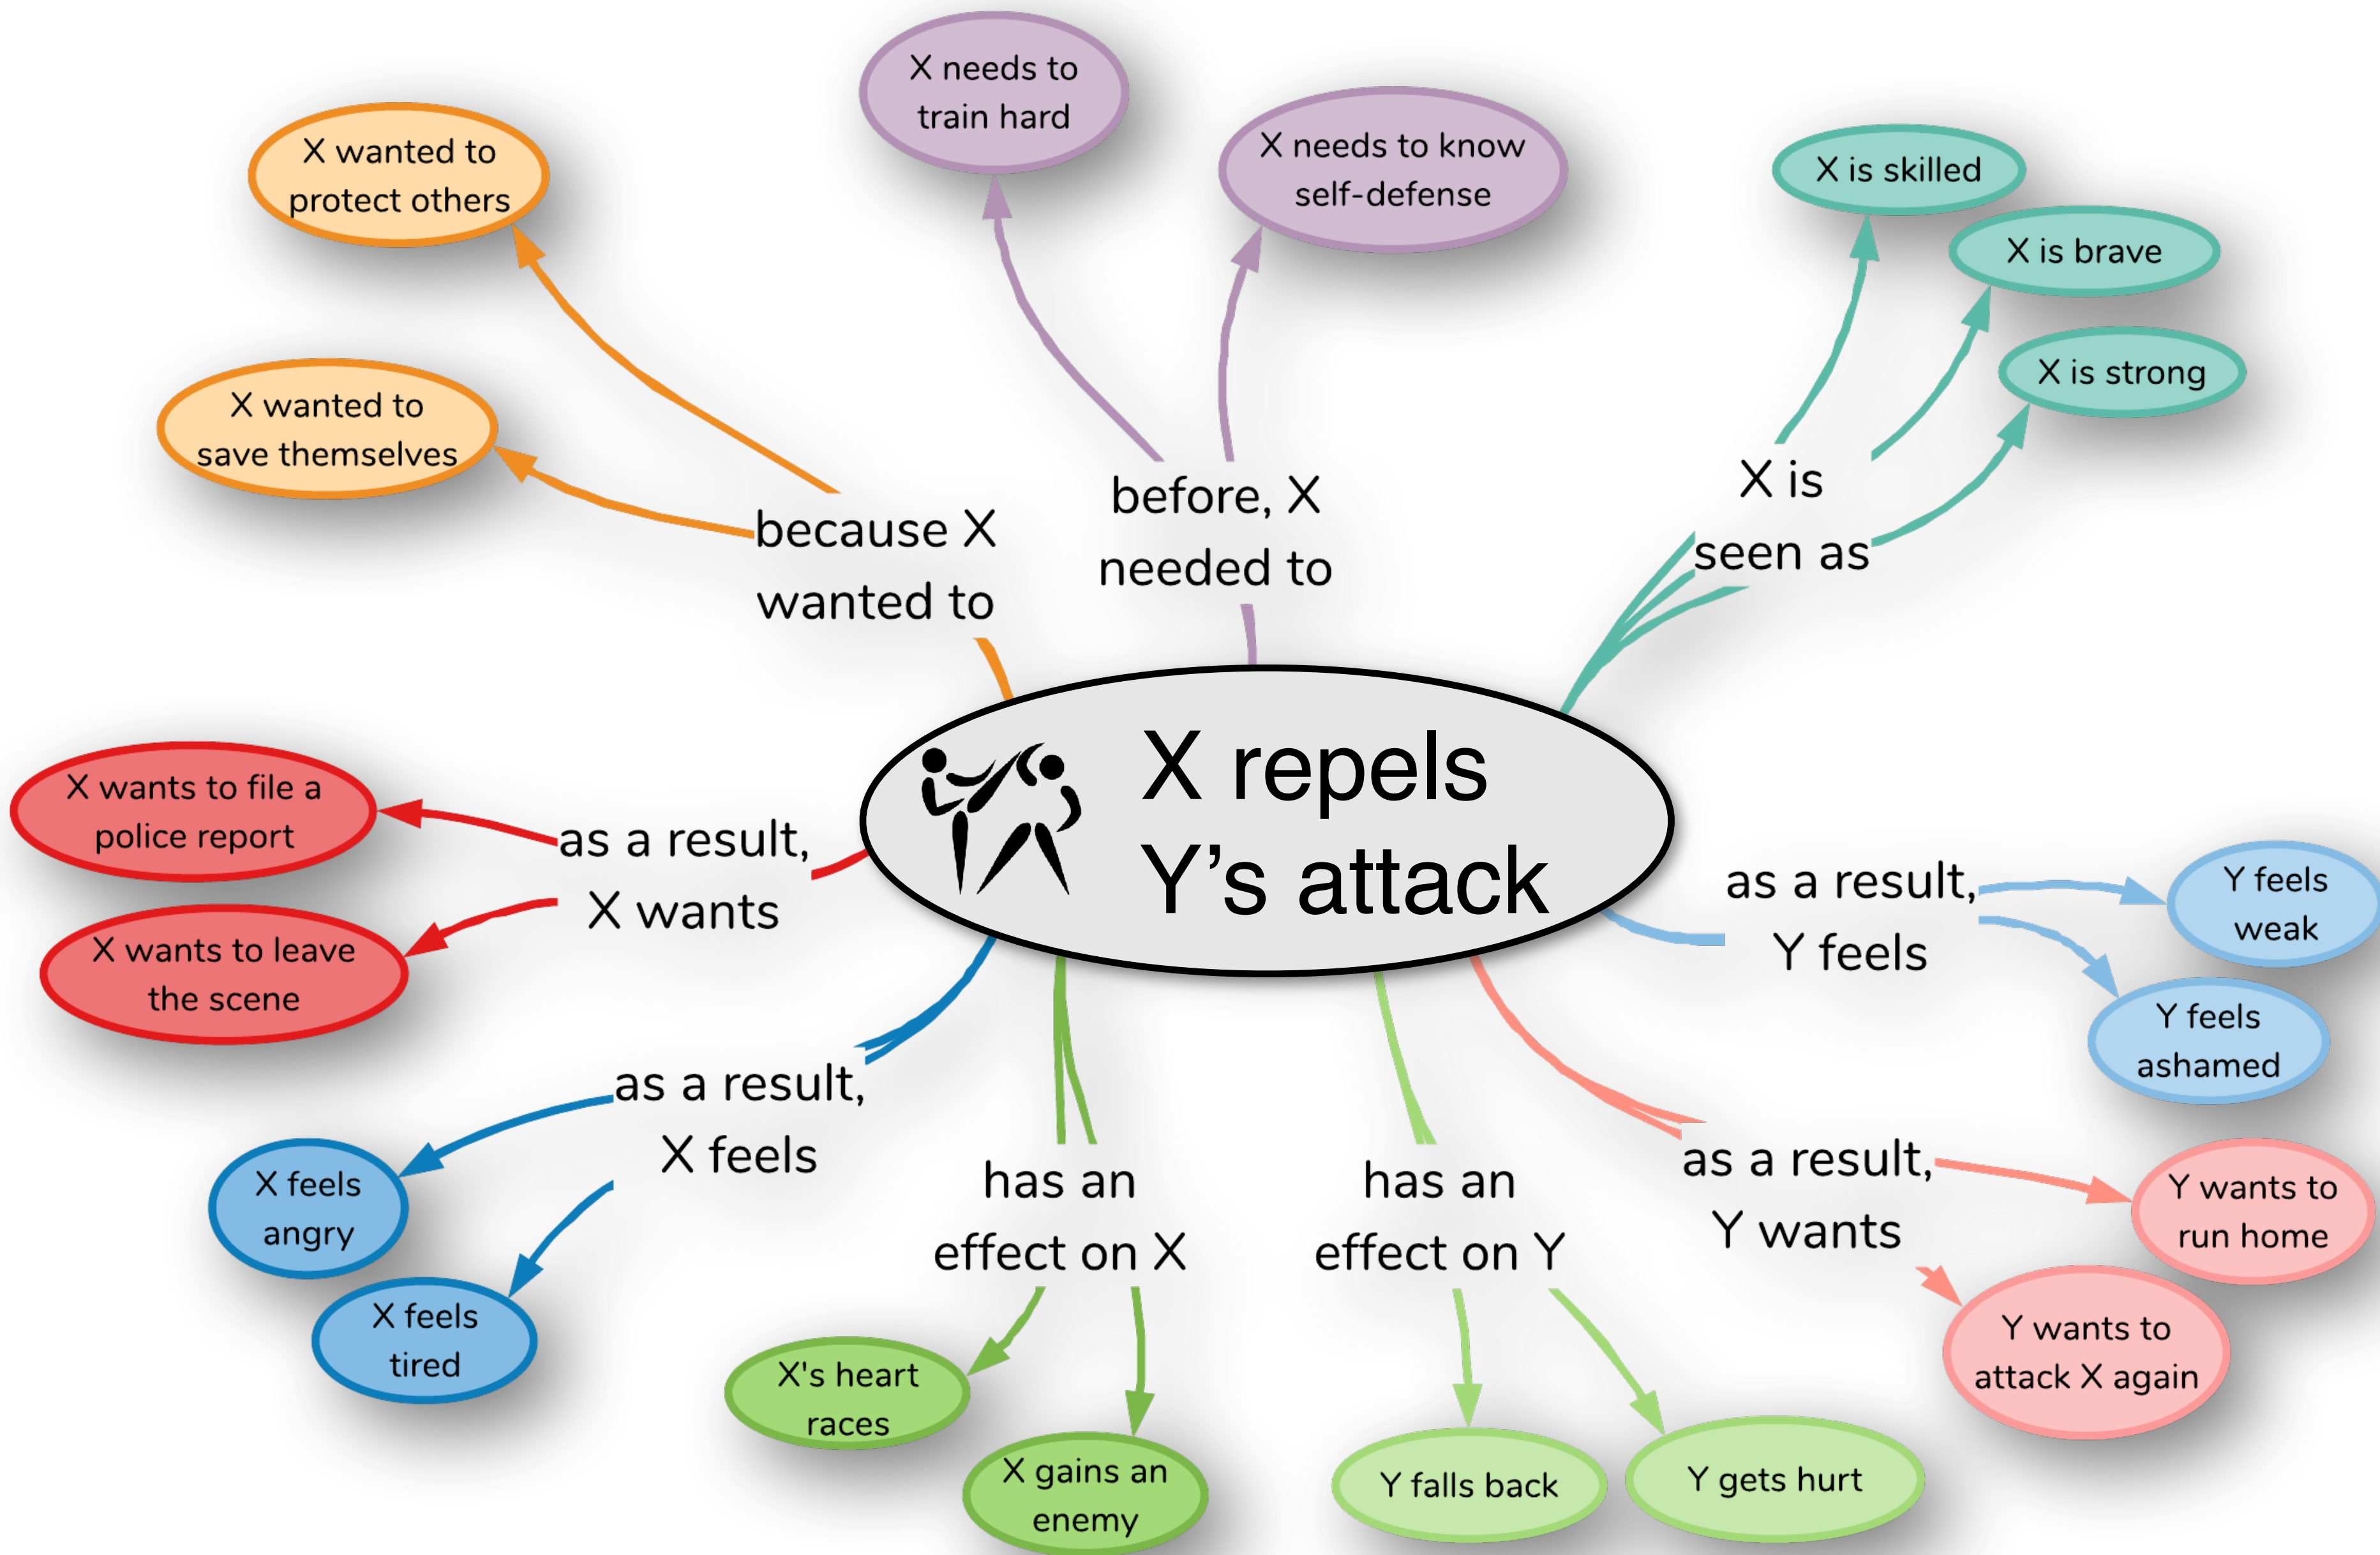 X needs to
train hard
X needs to know
self-defense
X wanted to
protect others
X wanted to
save themselves
because X
wanted to
before, X
needed to
X is skilled
X is brave
X is strong
X is
seen as
X repels
Y’s attack
X wants to file a
police report
X wants to leave
the scene
as a result,
X wants
as a result,
X feels
X feels
angry
X feels
tired
has an
effect on X
X's heart
races
X gains an
enemy
has an
effect on Y
Y falls back
Y gets hurt
as a result,
Y wants
Y wants to
run home
Y wants to
attack X again
as a result,
Y feels
Y feels
weak
Y feels
ashamed